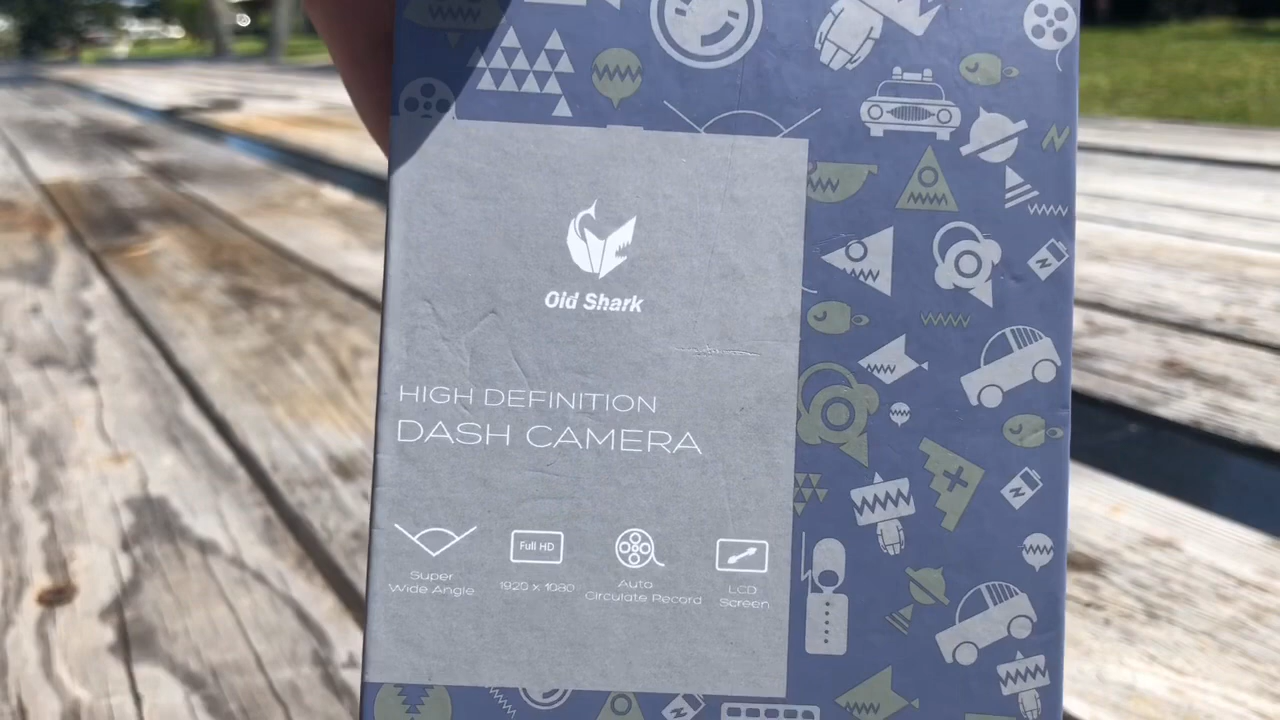 Old Shark
HIGH DEFINITION
DASH CAMERA
Full HD
Super
Wide Angle
1920 x 1080
Auto
Circulate Record
LCD
Screen